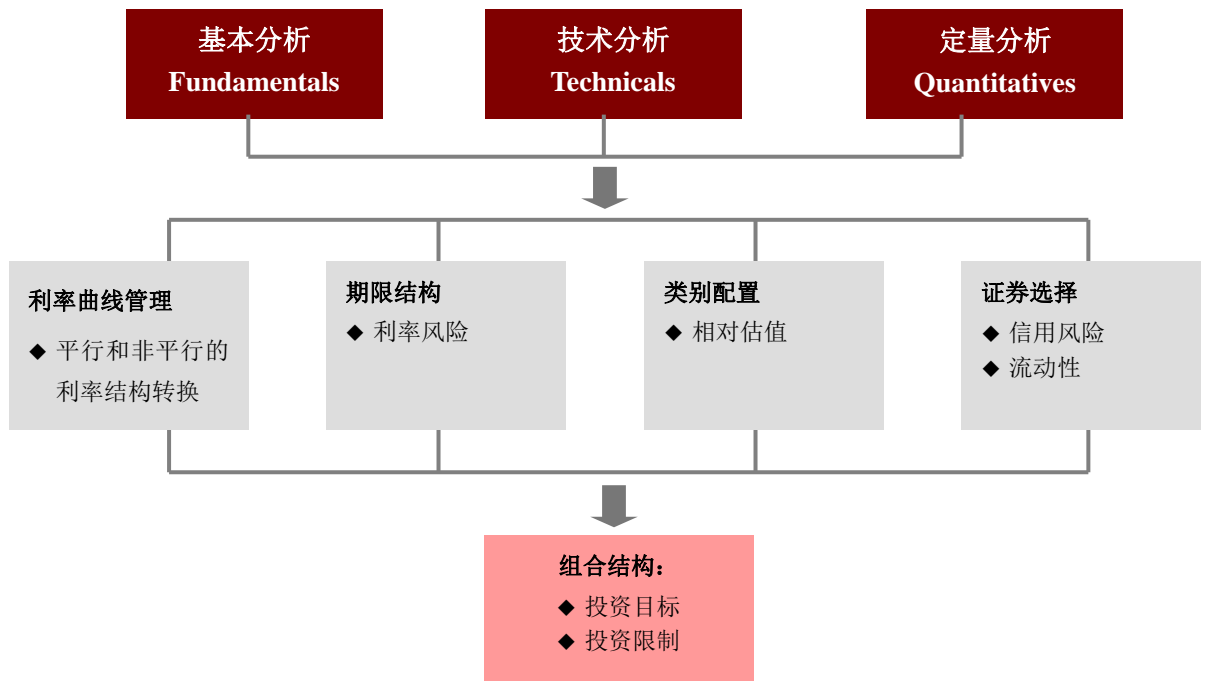 基本分析
Fundamentals
技术分析
Technicals
定量分析
Quantitatives
利率曲线管理
◆ 平行和非平行的
利率结构转换
期限结构
◆ 利率风险
类别配置
◆ 相对估值
证券选择
◆ 信用风险
◆ 流动性
组合结构：
◆ 投资目标
◆ 投资限制